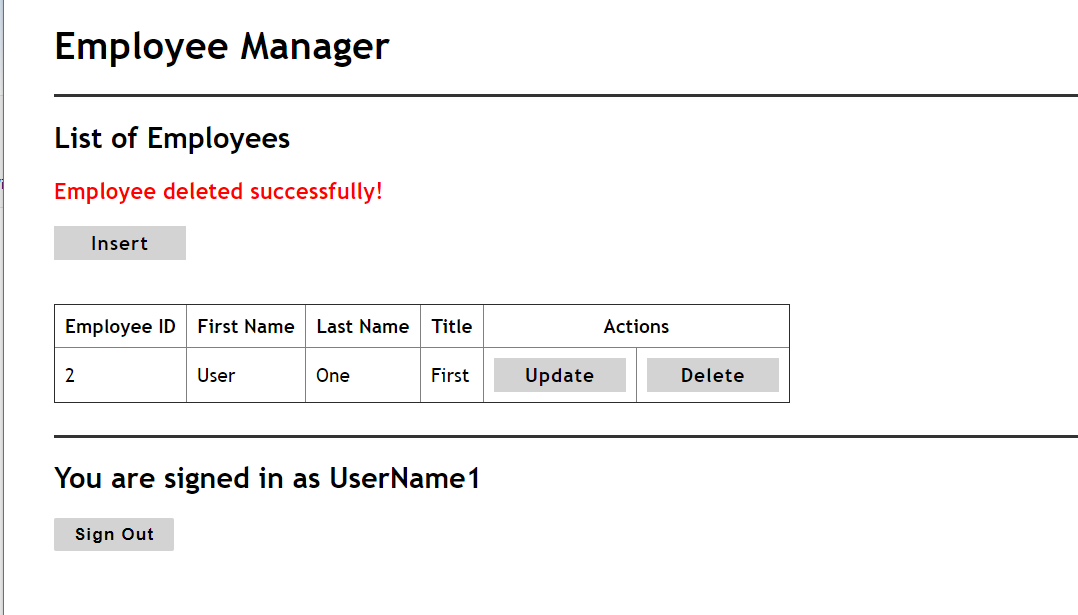 Employee Manager
List of Employees
Employee deleted successfully!
Insert
Employee ID First Name Last Name Title Actions
2 User One First Update Delete
You are signed in as UserName1
Sign Out